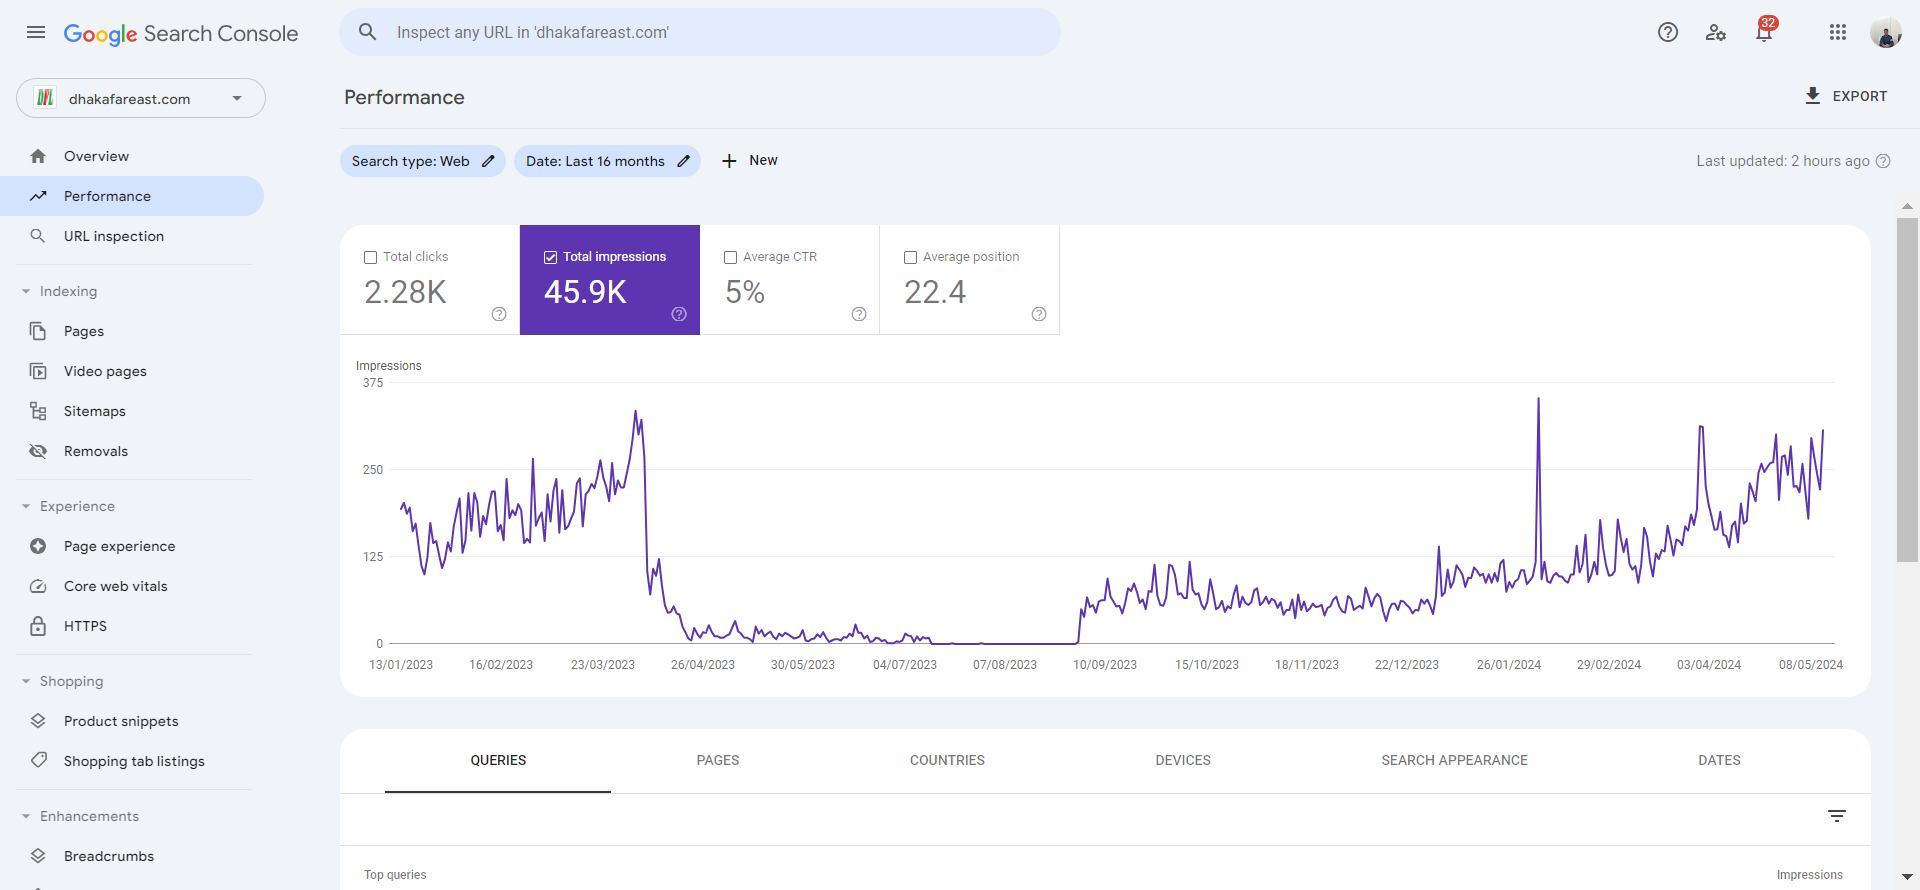 Google Search Console
Inspect any URL in 'dhakafareast.com'
32
dhakafareast.com
Overview
Performance
URL inspection
Indexing
Pages
Video pages
Sitemaps
Removals
Experience
Page experience
Core web vitals
HTTPS
Shopping
Product snippets
Shopping tab listings
Enhancements
Breadcrumbs
Performance
EXPORT
Search type: Web
Date: Last 16 months
New
Last updated: 2 hours ago
Total clicks
2.28K
Total impressions
45.9K
Average CTR
5%
Average position
22.4
Impressions
375
250
125
0
13/01/2023 16/02/2023 23/03/2023 26/04/2023 30/05/2023 04/07/2023 07/08/2023 10/09/2023 15/10/2023 18/11/2023 22/12/2023 26/01/2024 29/02/2024 03/04/2024 08/05/2024
QUERIES PAGES COUNTRIES DEVICES SEARCH APPEARANCE DATES
Top queries Impressions